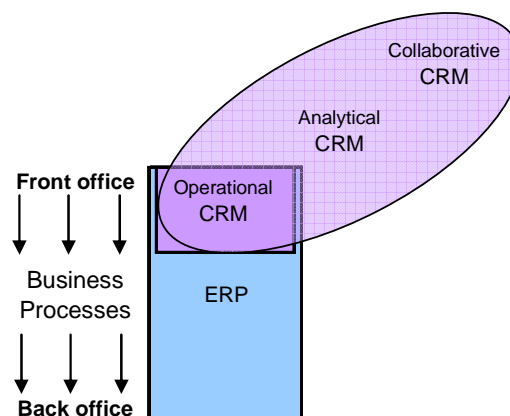 Collaborative
CRM
Analytical
CRM
Front office
Operational
CRM
Business
Processes
ERP
Back office